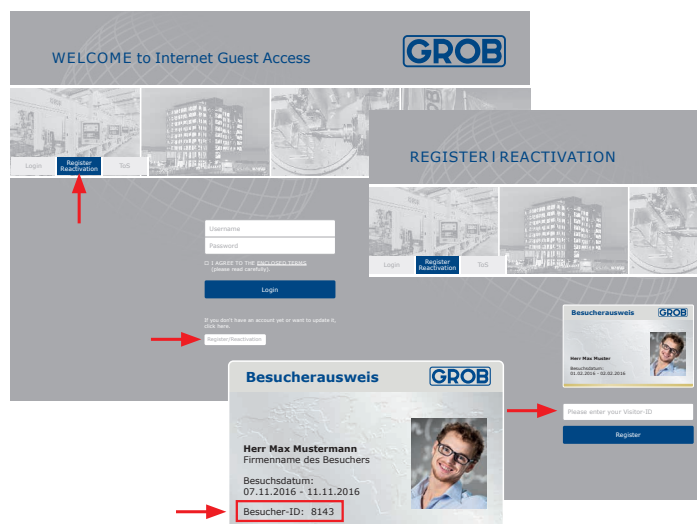 WELCOME to Internet Guest Access
GROB
Login
Register
Reactivation
ToS
Username
Password
I AGREE TO THE ENCLOSED TERMS
(please read carefully).
Login
If you don't have an account yet or want to update it,
click here.
Register/Reactivation
REGISTER | REACTIVATION
Login
Register
Reactivation
ToS
Besucherausweis
GROB
Herr Max Muster
Besuchsdatum:
01.02.2016 - 02.02.2016
Please enter your Visitor-ID
Register
Besucherausweis
GROB
Herr Max Mustermann
Firmenname des Besuchers
Besuchsdatum:
07.11.2016 - 11.11.2016
Besucher-ID: 8143